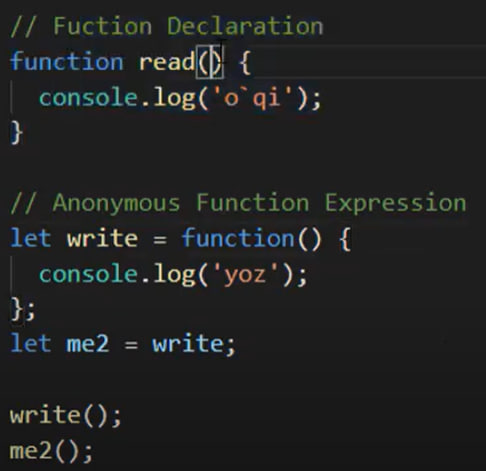 // Fuction Declaration
function read() {
  console.log('o`qi');
}

// Anonymous Function Expression
let write = function() {
  console.log('yoz');
};
let me2 = write;

write();
me2();